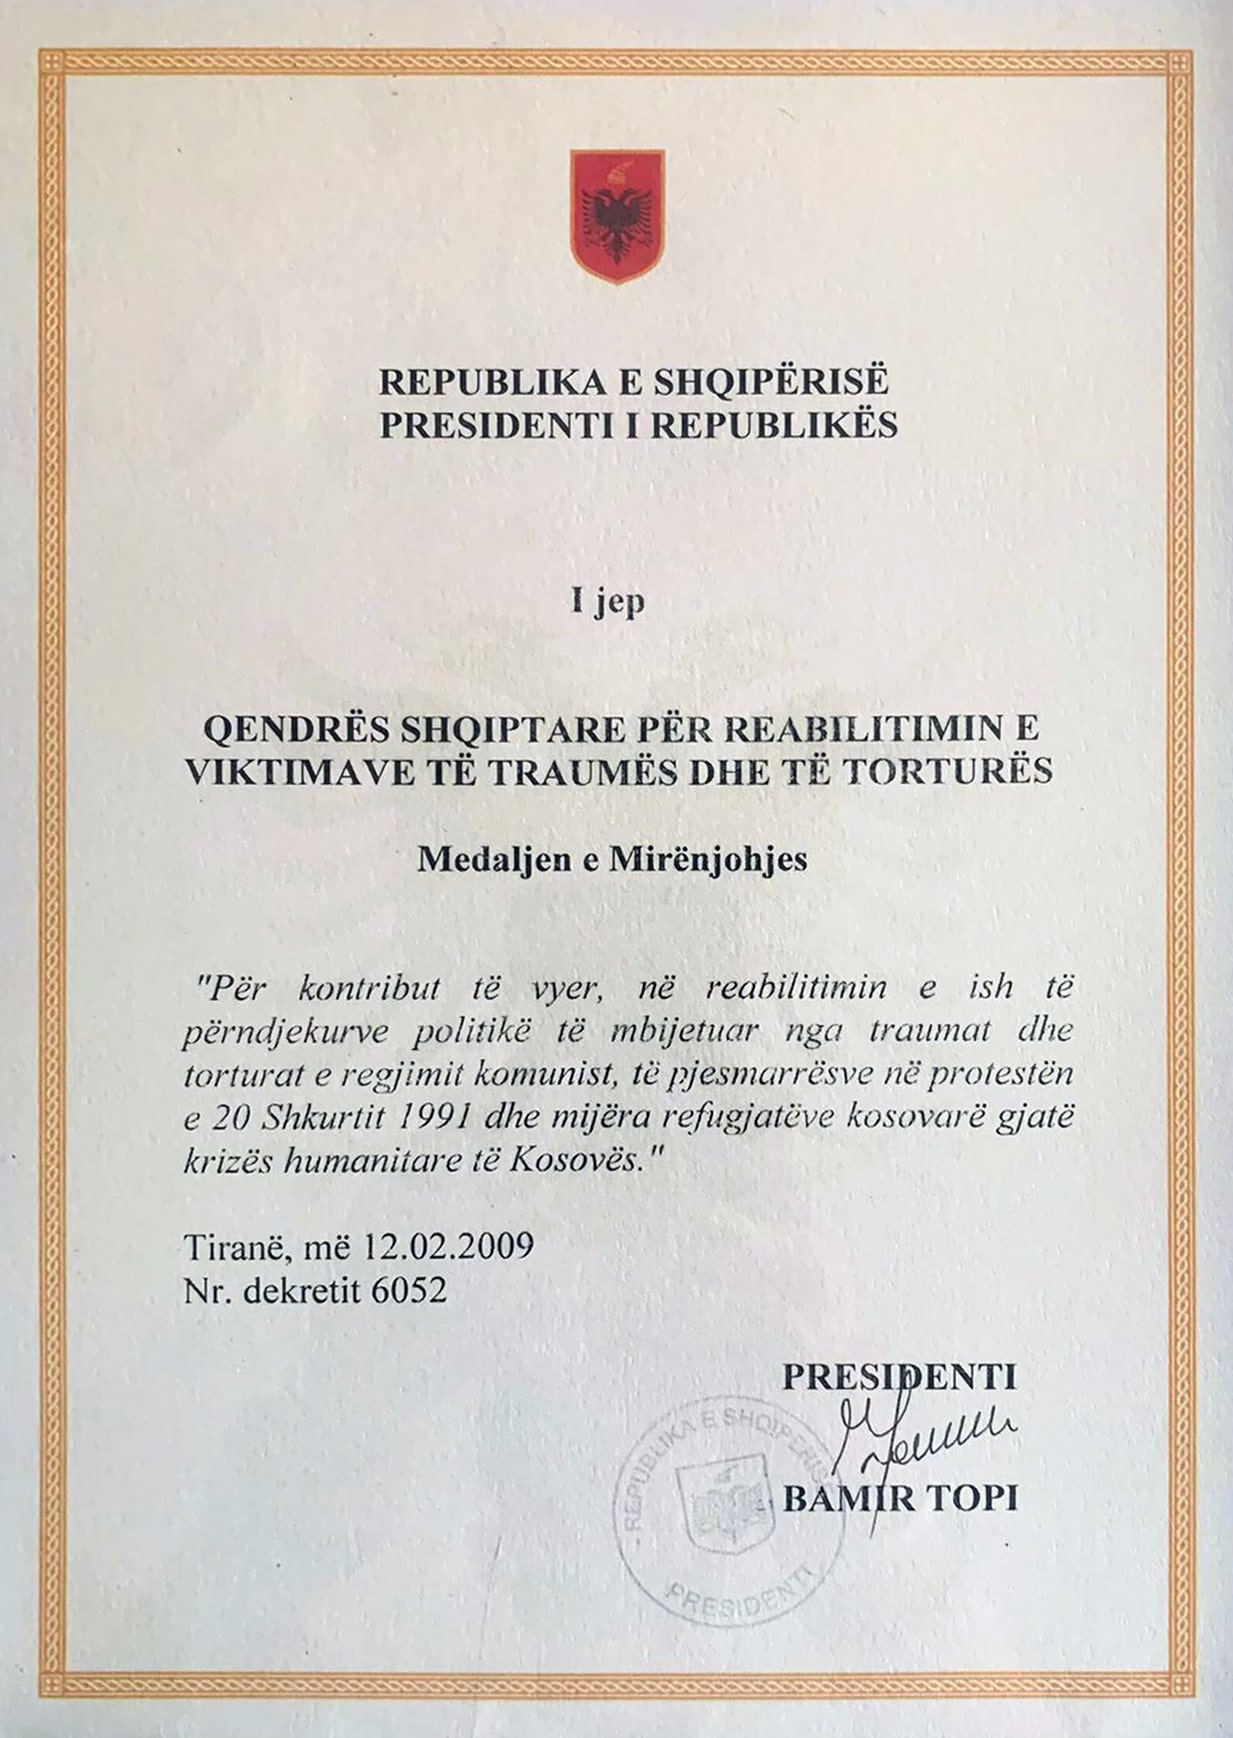 REPUBLIKA E SHQIPËRISË
PRESIDENTI I REPUBLIKËS
I jep
QENDRËS SHQIPTARE PËR REABILITIMIN E
VIKTIMAVE TË TRAUMËS DHE TË TORTURËS
Medaljen e Mirënjohjes
"Për kontribut të vyer, në reabilitimin e ish të
përndjekurve politikë të mbijetuar nga traumat dhe
torturat e regjimit komunist, të pjesmarrësve në protestën
e 20 Shkurtit 1991 dhe mijëra refugjatëve kosovarë gjatë
krizës humanitare të Kosovës."
Tiranë, më 12.02.2009
Nr. dekretit 6052
PRESIDENTI
BAMIR TOPI
REPUBLIKA E SHQIPËRISË
PRESIDENTI